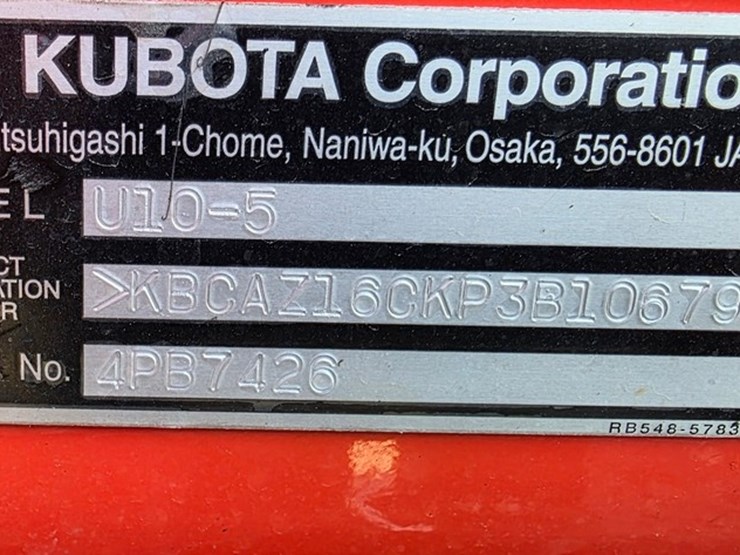 KUBOTA Corporatio
tsuhigashi 1-Chome, Naniwa-ku, Osaka, 556-8601 JA
EL U10-5
CT
ATION
R
>KBCAZ16CKP3B10679
No. 4PB7426
RB548-5783